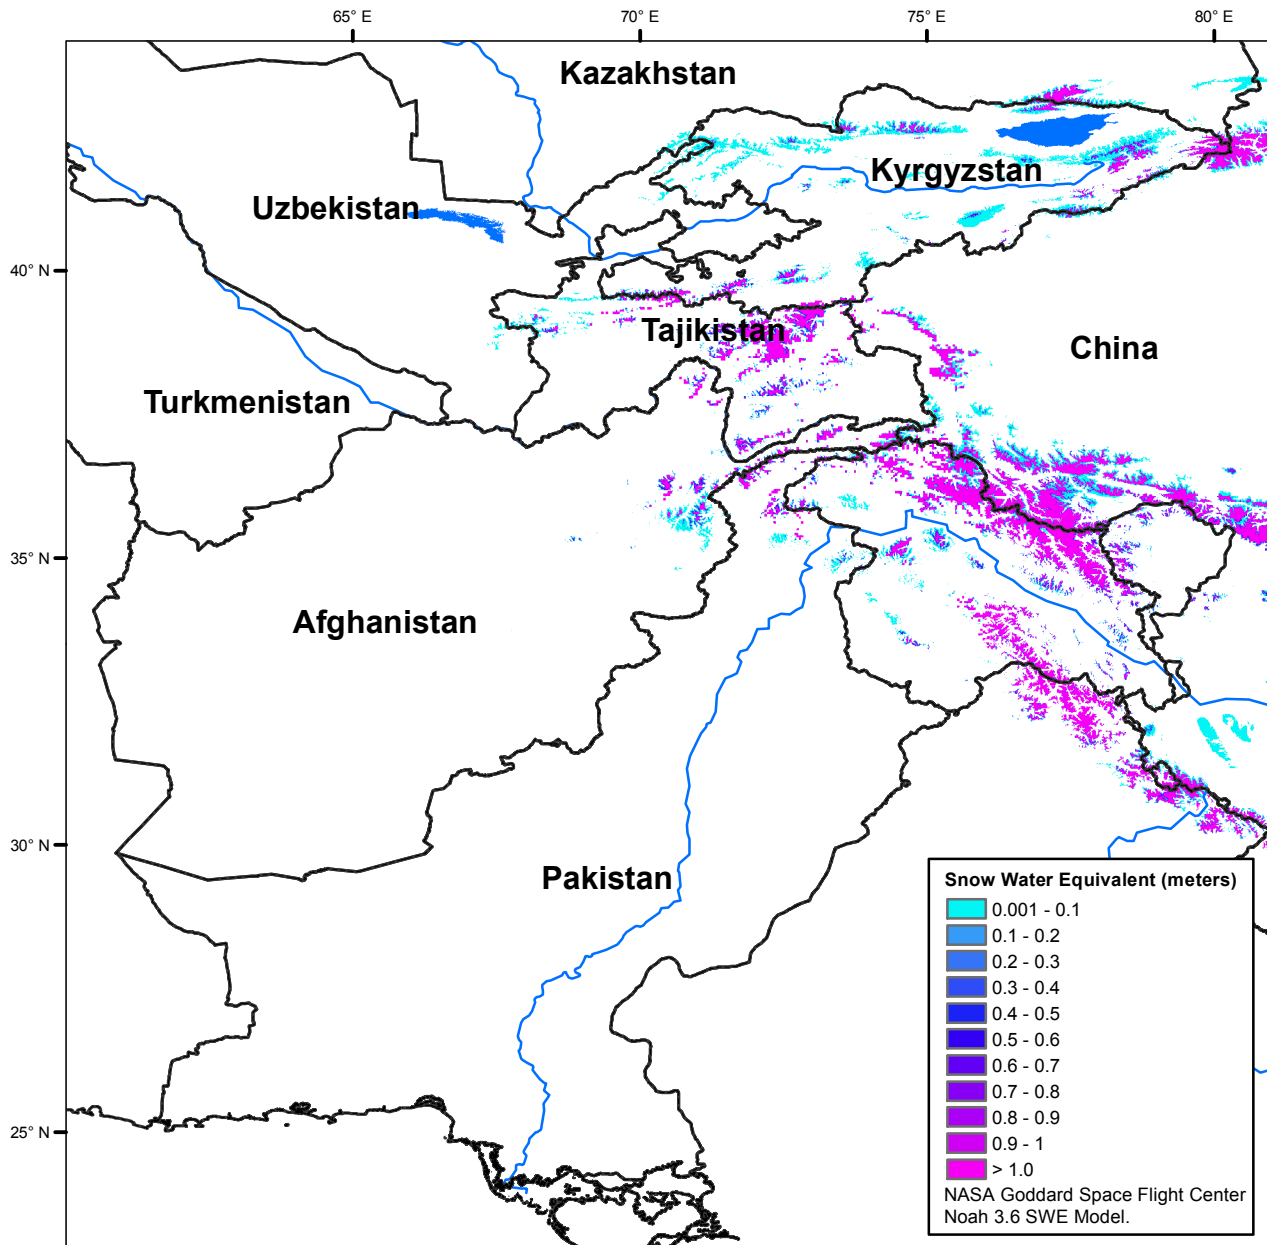 65° E
70° E
75° E
80° E
Kazakhstan
Kyrgyzstan
Uzbekistan
40° N
Tajikistan
China
Turkmenistan
35° N
Afghanistan
30° N
Pakistan
25° N
Snow Water Equivalent (meters)
0.001 - 0.1
0.1 - 0.2
0.2 - 0.3
0.3 - 0.4
0.4 - 0.5
0.5 - 0.6
0.6 - 0.7
0.7 - 0.8
0.8 - 0.9
0.9 - 1
> 1.0
NASA Goddard Space Flight Center
Noah 3.6 SWE Model.